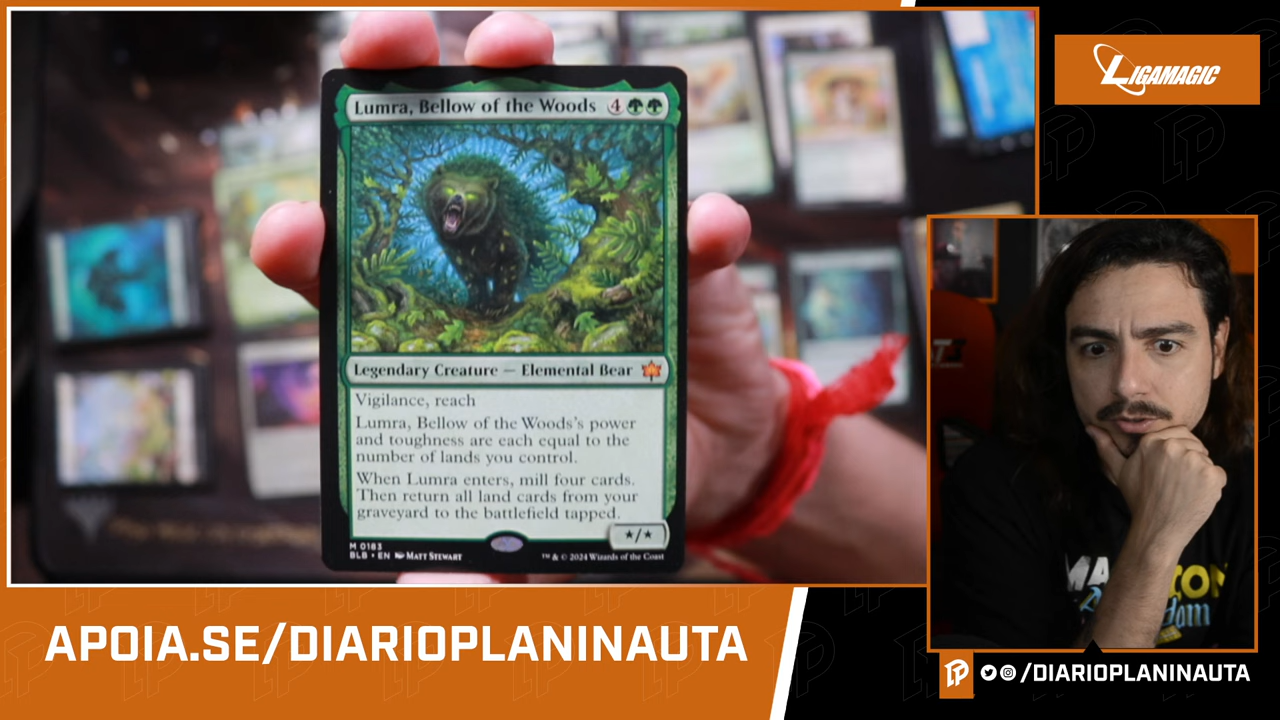 Lumra, Bellow of the Woods 4
Legendary Creature — Elemental Bear
Vigilance, reach
Lumra, Bellow of the Woods's power
and toughness are each equal to the
number of lands you control.
When Lumra enters, mill four cards.
Then return all land cards from your
graveyard to the battlefield tapped.
★/★
M 0183
BLB • EN MATT STEWART
™ & © 2024 Wizards of the Coast
LIGAMAGIC
APOIA.SE/DIARIOPLANINAUTA
/DIARIOPLANINAUTA